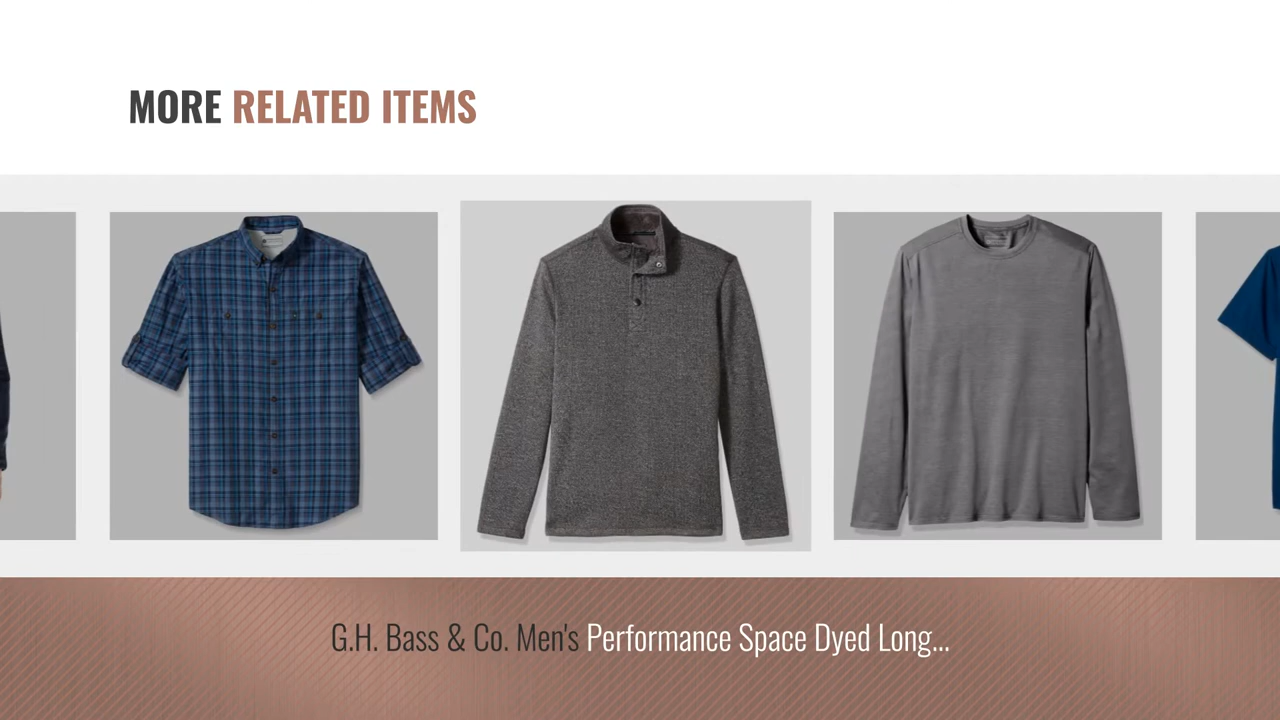 MORE RELATED ITEMS
G.H. Bass & Co. Men's Performance Space Dyed Long...